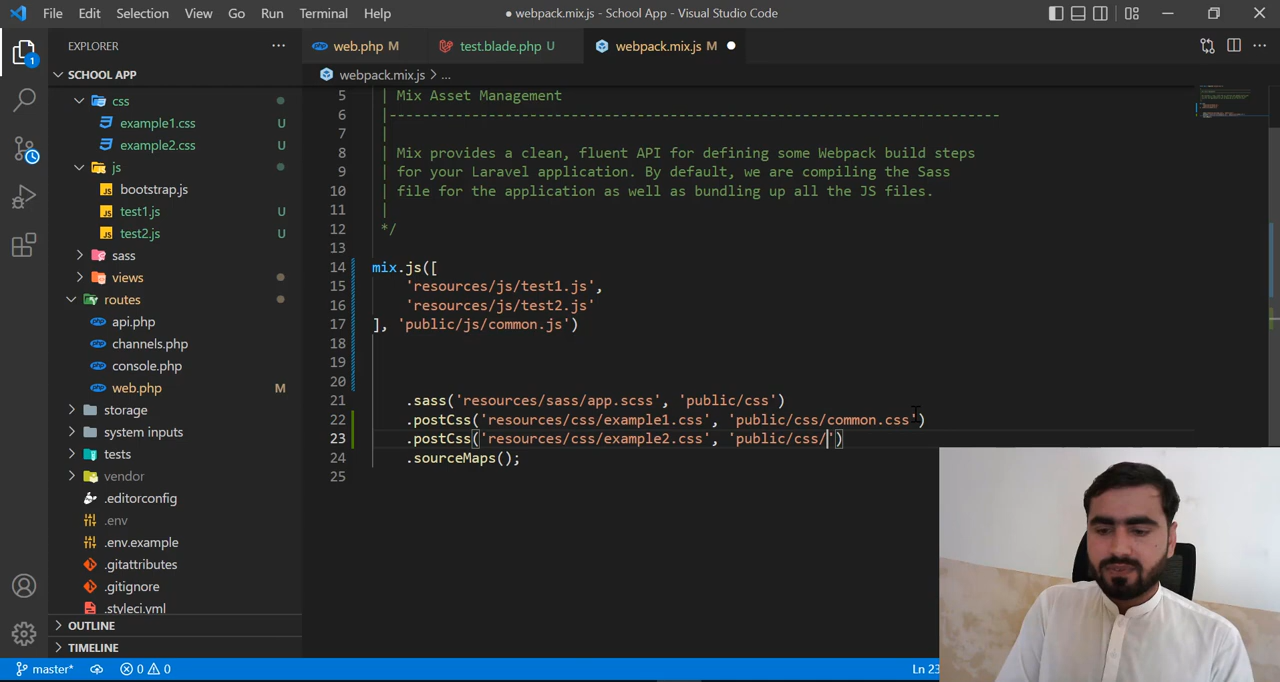 File Edit Selection View Go Run Terminal Help
● webpack.mix.js - School App - Visual Studio Code
EXPLORER
web.php M
test.blade.php U
webpack.mix.js M
SCHOOL APP
webpack.mix.js > ...
css
example1.css U
example2.css U
js
bootstrap.js
test1.js U
test2.js U
sass
views
routes
api.php
channels.php
console.php
web.php M
storage
system inputs
tests
vendor
.editorconfig
.env
.env.example
.gitattributes
.gitignore
.styleci.yml
OUTLINE
TIMELINE
5 | Mix Asset Management
6 |--------------------------------------------------------------------------
7 |
8 | Mix provides a clean, fluent API for defining some Webpack build steps
9 | for your Laravel application. By default, we are compiling the Sass
10 | file for the application as well as bundling up all the JS files.
11 |
12 */
13
14 mix.js([
15 'resources/js/test1.js',
16 'resources/js/test2.js'
17 ], 'public/js/common.js')
18
19
20
21 .sass('resources/sass/app.scss', 'public/css')
22 .postCss('resources/css/example1.css', 'public/css/common.css')
23 .postCss('resources/css/example2.css', 'public/css/')
24 .sourceMaps();
25
1
master* 0 0
Ln 23